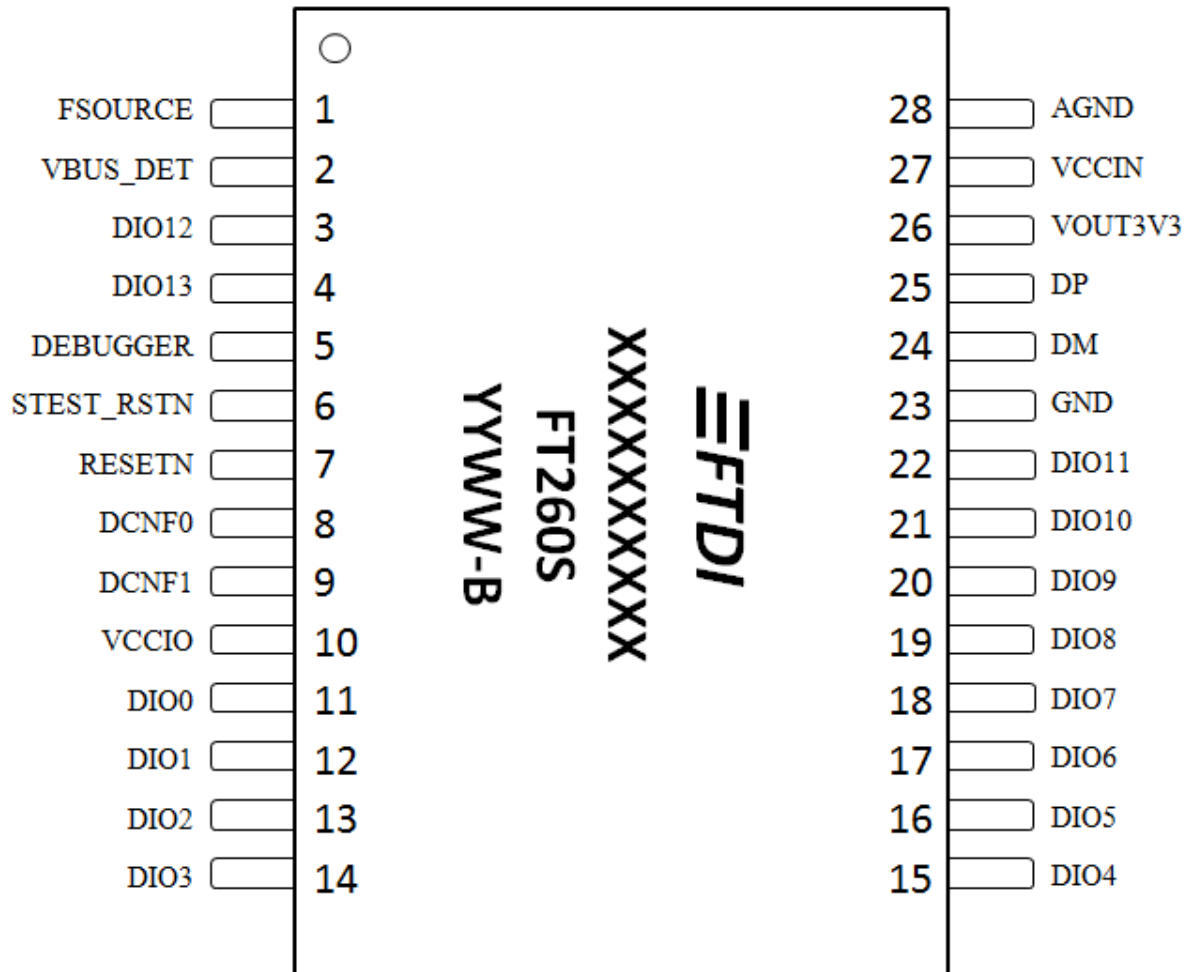 FSOURCE 1 28 AGND
VBUS_DET 2 27 VCCIN
DIO12 3 26 VOUT3V3
DIO13 4 25 DP
DEBUGGER 5 24 DM
STEST_RSTN 6 23 GND
RESETN 7 22 DIO11
DCNF0 8 21 DIO10
DCNF1 9 20 DIO9
VCCIO 10 19 DIO8
DIO0 11 18 DIO7
DIO1 12 17 DIO6
DIO2 13 16 DIO5
DIO3 14 15 DIO4
FTDI
XXXXXXXXXX
FT260S
YYWW-B